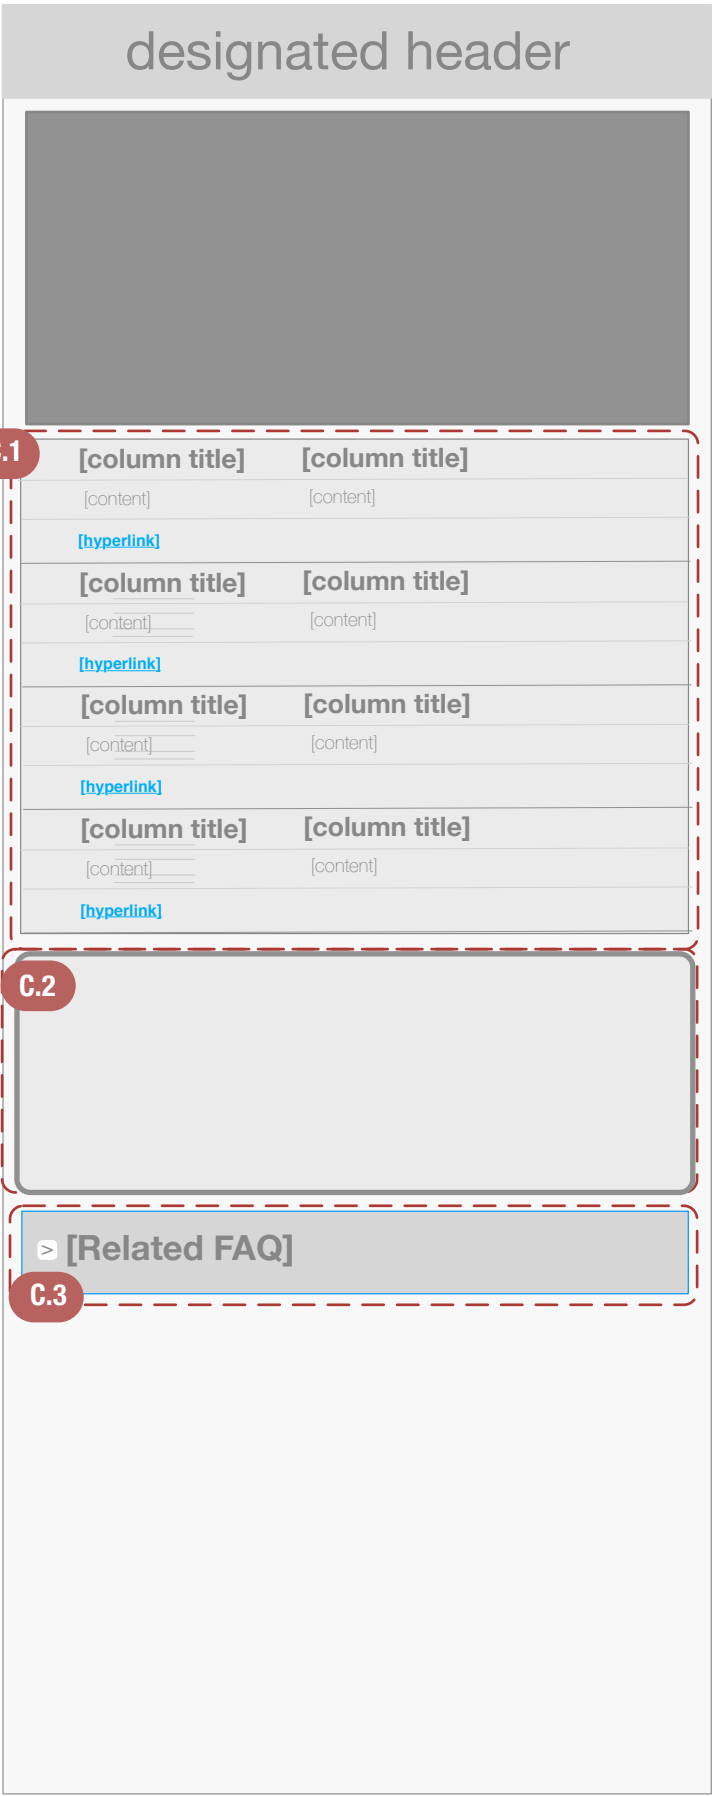 designated header
C.1
[column title] [column title]
[content] [content]
[hyperlink]
[column title] [column title]
[content] [content]
[hyperlink]
[column title] [column title]
[content] [content]
[hyperlink]
[column title] [column title]
[content] [content]
[hyperlink]
C.2
> [Related FAQ]
C.3